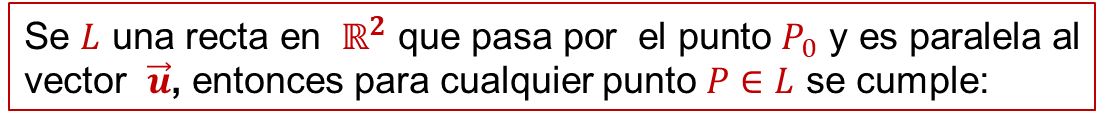 Se L una recta en ℝ² que pasa por el punto P₀ y es paralela al
vector u⃗, entonces para cualquier punto P ∈ L se cumple: